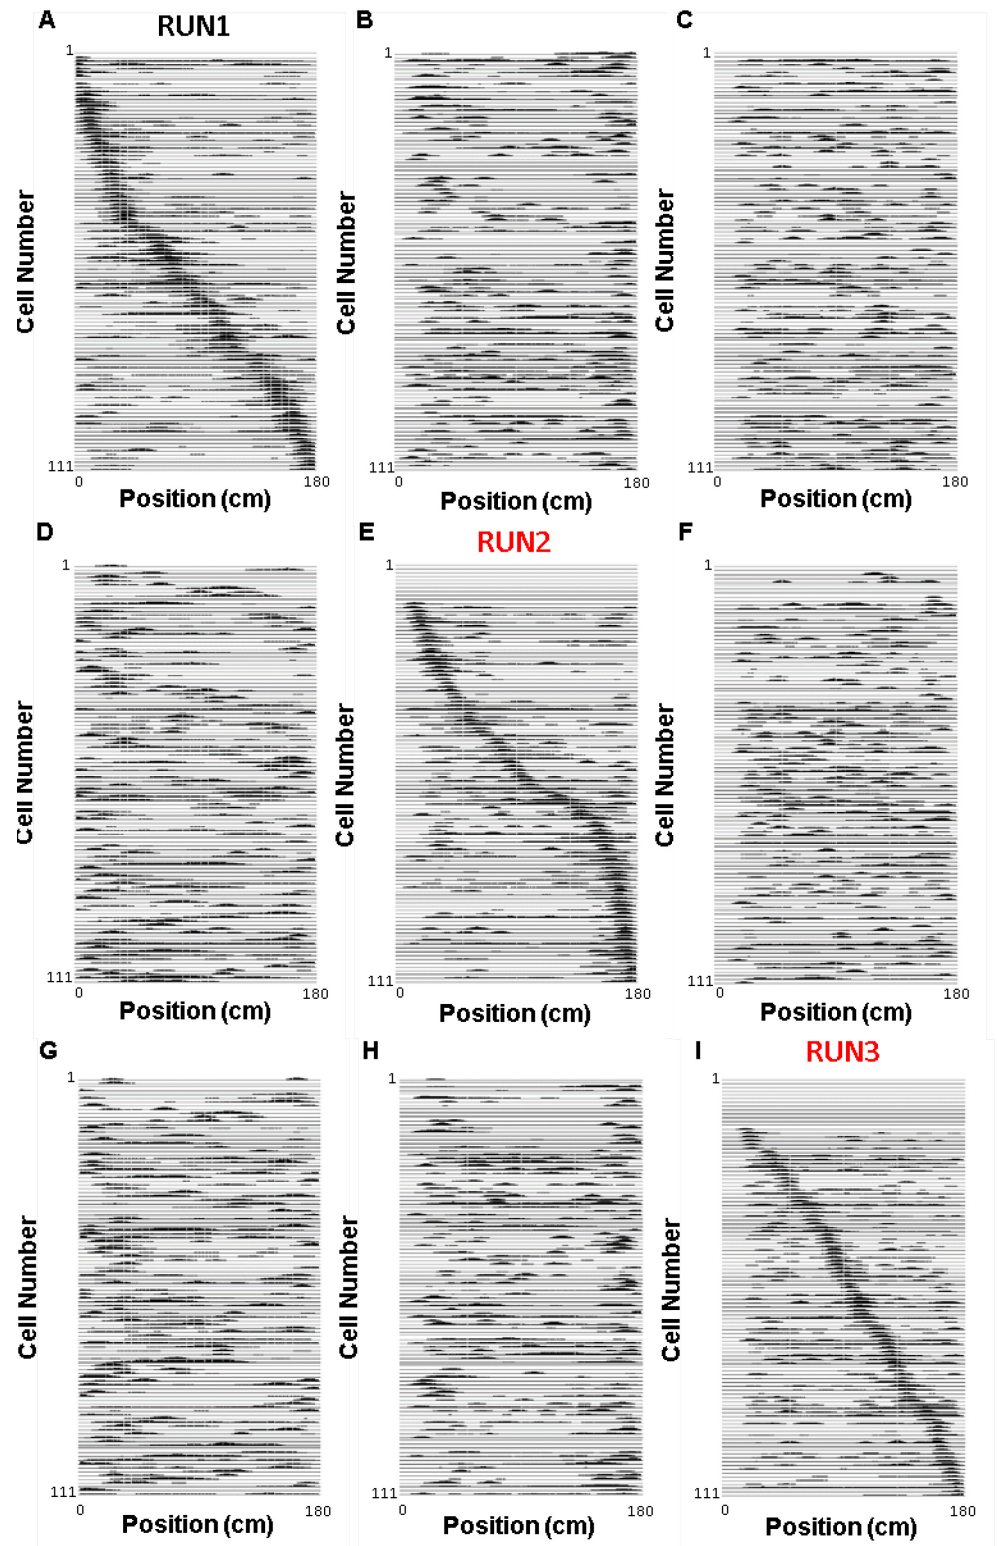 A RUN1 B C
1 1 1
Cell Number Cell Number Cell Number
111 111 111
0 180 0 180 0 180
Position (cm) Position (cm) Position (cm)
D E RUN2 F
1 1 1
Cell Number Cell Number Cell Number
111 111 111
0 180 0 180 0 180
Position (cm) Position (cm) Position (cm)
G H I RUN3
1 1 1
Cell Number Cell Number Cell Number
111 111 111
0 180 0 180 0 180
Position (cm) Position (cm) Position (cm)